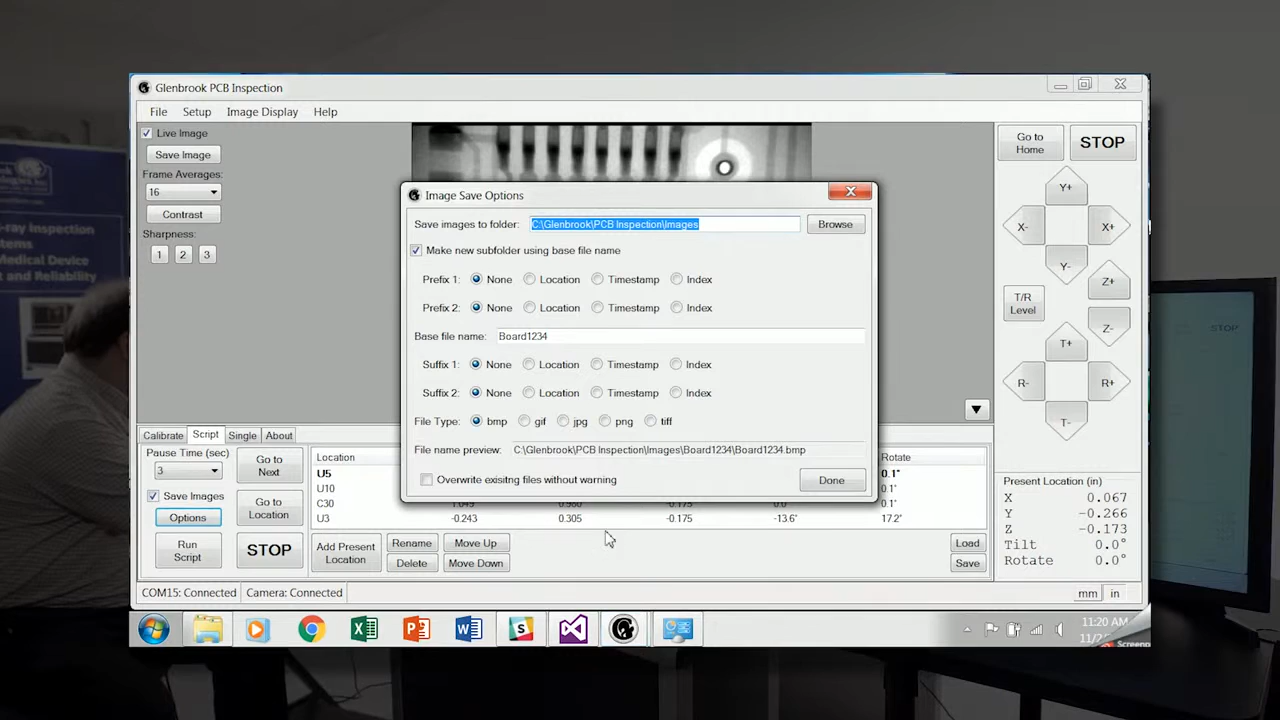 Glenbrook PCB Inspection
File Setup Image Display Help
Live Image
Save Image
Frame Averages:
16
Contrast
Sharpness:
1 2 3
Go to Home
STOP
Y+
X- X+
Y-
Z+
T/R Level
Z-
T+
R- R+
T-
Image Save Options
Save images to folder: C:\Glenbrook\PCB Inspection\Images Browse
Make new subfolder using base file name
Prefix 1: None Location Timestamp Index
Prefix 2: None Location Timestamp Index
Base file name: Board1234
Suffix 1: None Location Timestamp Index
Suffix 2: None Location Timestamp Index
File Type: bmp gif jpg png tiff
File name preview: C:\Glenbrook\PCB Inspection\Images\Board1234\Board1234.bmp
Overwrite exisitng files without warning Done
Calibrate Script Single About
Pause Time (sec)
3
Go to Next
Save Images
Options
Go to Location
Run Script
STOP
Location Rotate
U5 0.1°
U10 0.1°
C30 0.1°
U3 -0.243 0.305 -0.175 -13.6° 17.2°
Add Present Location
Rename Move Up Load
Delete Move Down Save
Present Location (in)
X 0.067
Y -0.266
Z -0.173
Tilt 0.0°
Rotate 0.0°
COM15: Connected Camera: Connected mm in
11:20 AM
-ray Inspection
Medical Device
and Reliability
STOP